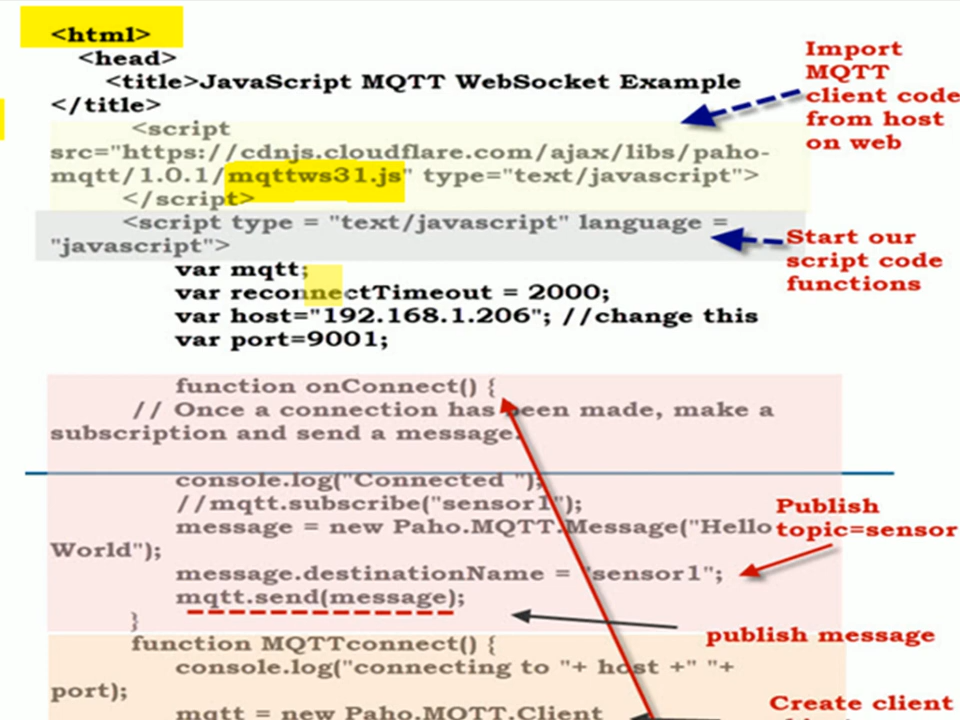 <html>
<head>
<title>JavaScript MQTT WebSocket Example
</title>
<script
src="https://cdnjs.cloudflare.com/ajax/libs/paho-
mqtt/1.0.1/mqttws31.js" type="text/javascript">
</script>
<script type = "text/javascript" language =
"javascript">
var mqtt;
var reconnectTimeout = 2000;
var host="192.168.1.206"; //change this
var port=9001;
function onConnect() {
// Once a connection has been made, make a
subscription and send a message.
console.log("Connected ");
//mqtt.subscribe("sensor1");
message = new Paho.MQTT.Message("Hello
World");
message.destinationName = "sensor1";
mqtt.send(message);
}
function MQTTconnect() {
console.log("connecting to "+ host +" "+
port);
mqtt = new Paho.MQTT.Client
Import
MQTT
client code
from host
on web
Start our
script code
functions
Publish
topic=sensor
publish message
Create client